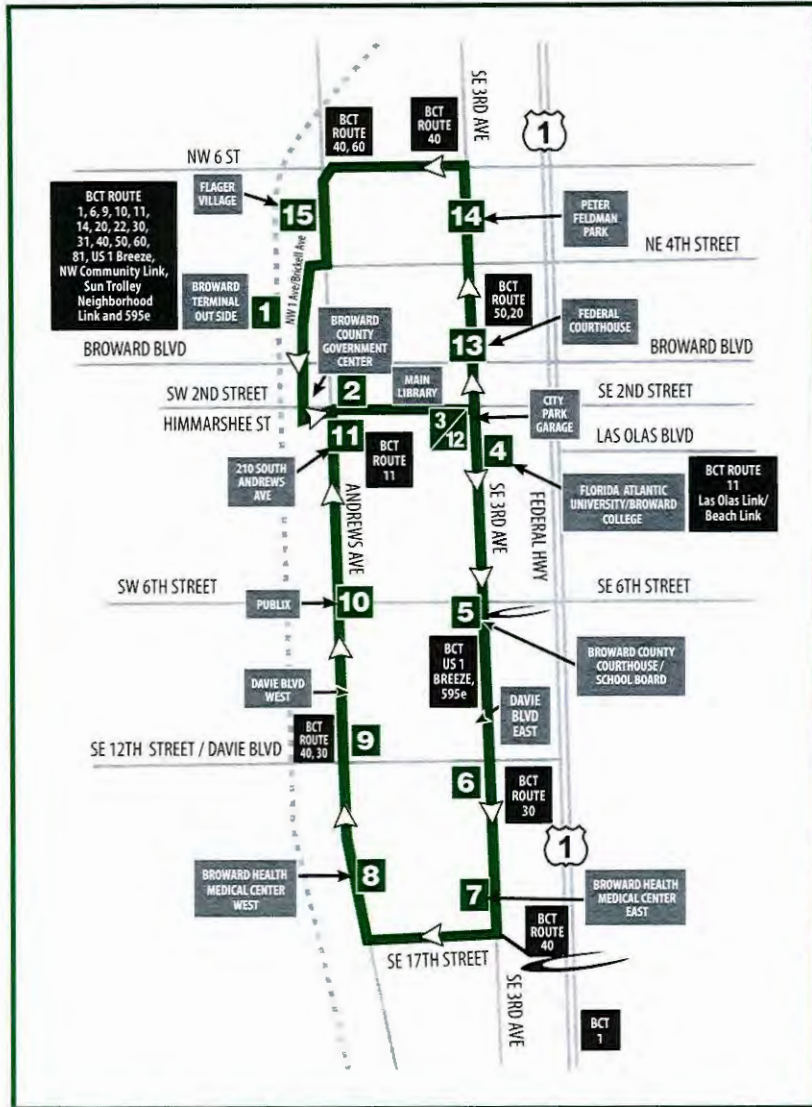 SE 3RD AVE
1
BCT
ROUTE
40, 60
BCT
ROUTE
40
NW 6 ST
BCT ROUTE
1, 6, 9, 10, 11,
14, 20, 22, 30,
31, 40, 50, 60,
81, US 1 Breeze,
NW Community Link,
Sun Trolley
Neighborhood
Link and 595e
FLAGER
VILLAGE
15
14
PETER
FELDMAN
PARK
NE 4TH STREET
NW 1 Ave/Brickell Ave
BROWARD
TERMINAL
OUT SIDE
1
BCT
ROUTE
50,20
BROWARD
COUNTY
GOVERNMENT
CENTER
13
FEDERAL
COURTHOUSE
BROWARD BLVD
BROWARD BLVD
MAIN
LIBRARY
SW 2ND STREET
2
SE 2ND STREET
HIMMARSHEE ST
3/12
CITY
PARK
GARAGE
11
BCT
ROUTE
11
4
LAS OLAS BLVD
210 SOUTH
ANDREWS
AVE
FLORIDA ATLANTIC
UNIVERSITY/BROWARD
COLLEGE
BCT ROUTE
11
Las Olas Link/
Beach Link
ANDREWS AVE
SE 3RD AVE
FEDERAL HWY
SW 6TH STREET
SE 6TH STREET
PUBLIX
10
5
BROWARD COUNTY
COURTHOUSE /
SCHOOL BOARD
BCT
US 1
BREEZE,
595e
DAVIE BLVD
WEST
DAVIE
BLVD
EAST
BCT
ROUTE
40, 30
9
SE 12TH STREET / DAVIE BLVD
6
BCT
ROUTE
30
1
BROWARD HEALTH
MEDICAL CENTER
WEST
8
7
BROWARD HEALTH
MEDICAL CENTER
EAST
BCT
ROUTE
40
SE 17TH STREET
SE 3RD AVE
BCT
1